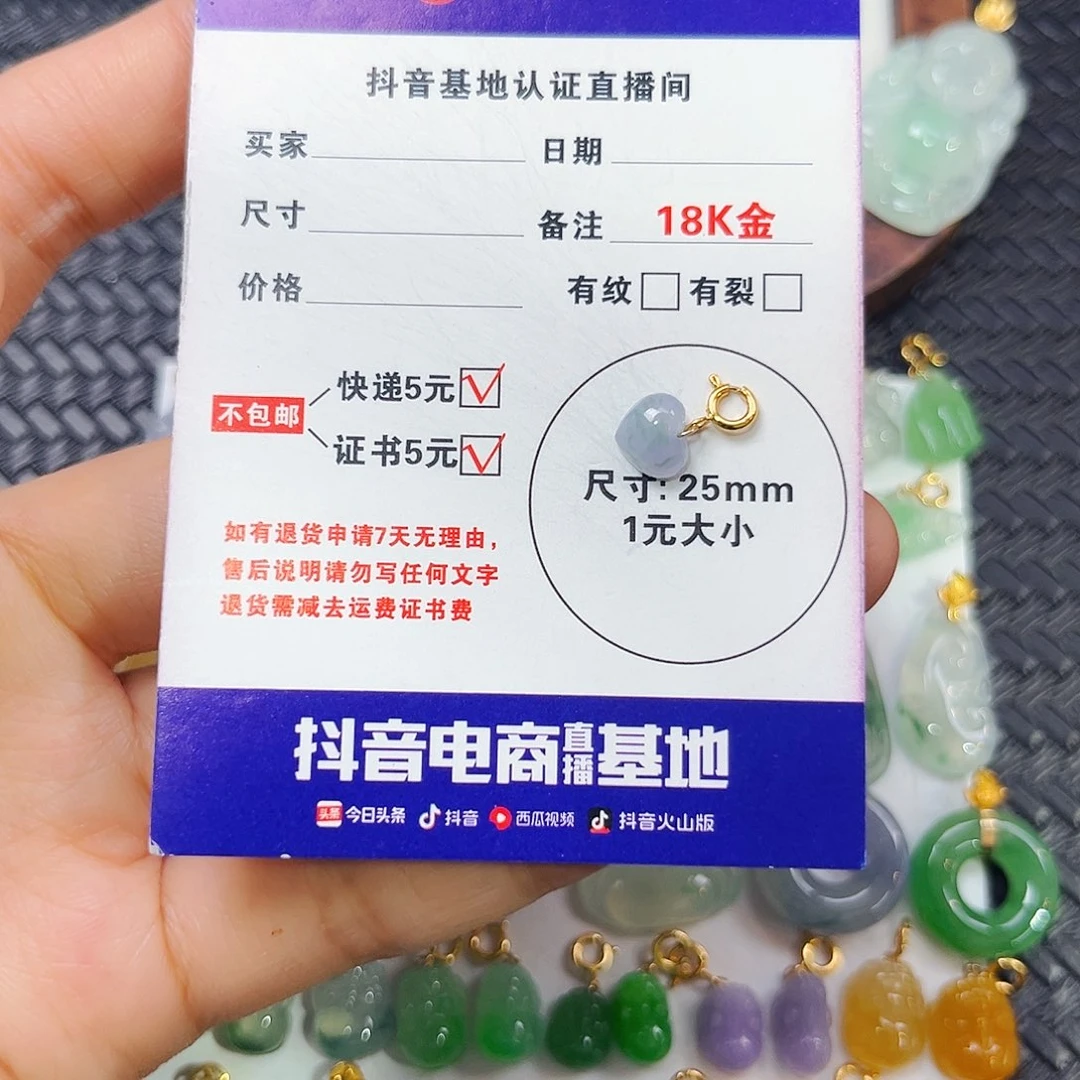 抖音基地认证直播间
买家 日期
尺寸 备注 18K金
价格 有纹 有裂
不包邮
快递5元
证书5元
尺寸: 25mm
1元大小
如有退货申请7天无理由,
售后说明请勿写任何文字
退货需减去运费证书费
抖音电商直播基地
头条 今日头条 抖音 西瓜视频 抖音火山版